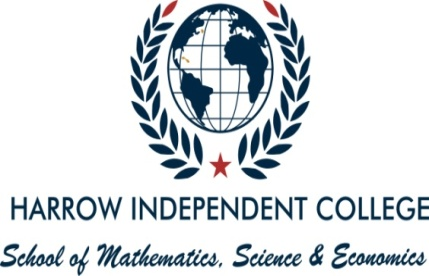 HARROW INDEPENDENT COLLEGE
School of Mathematics, Science & Economics